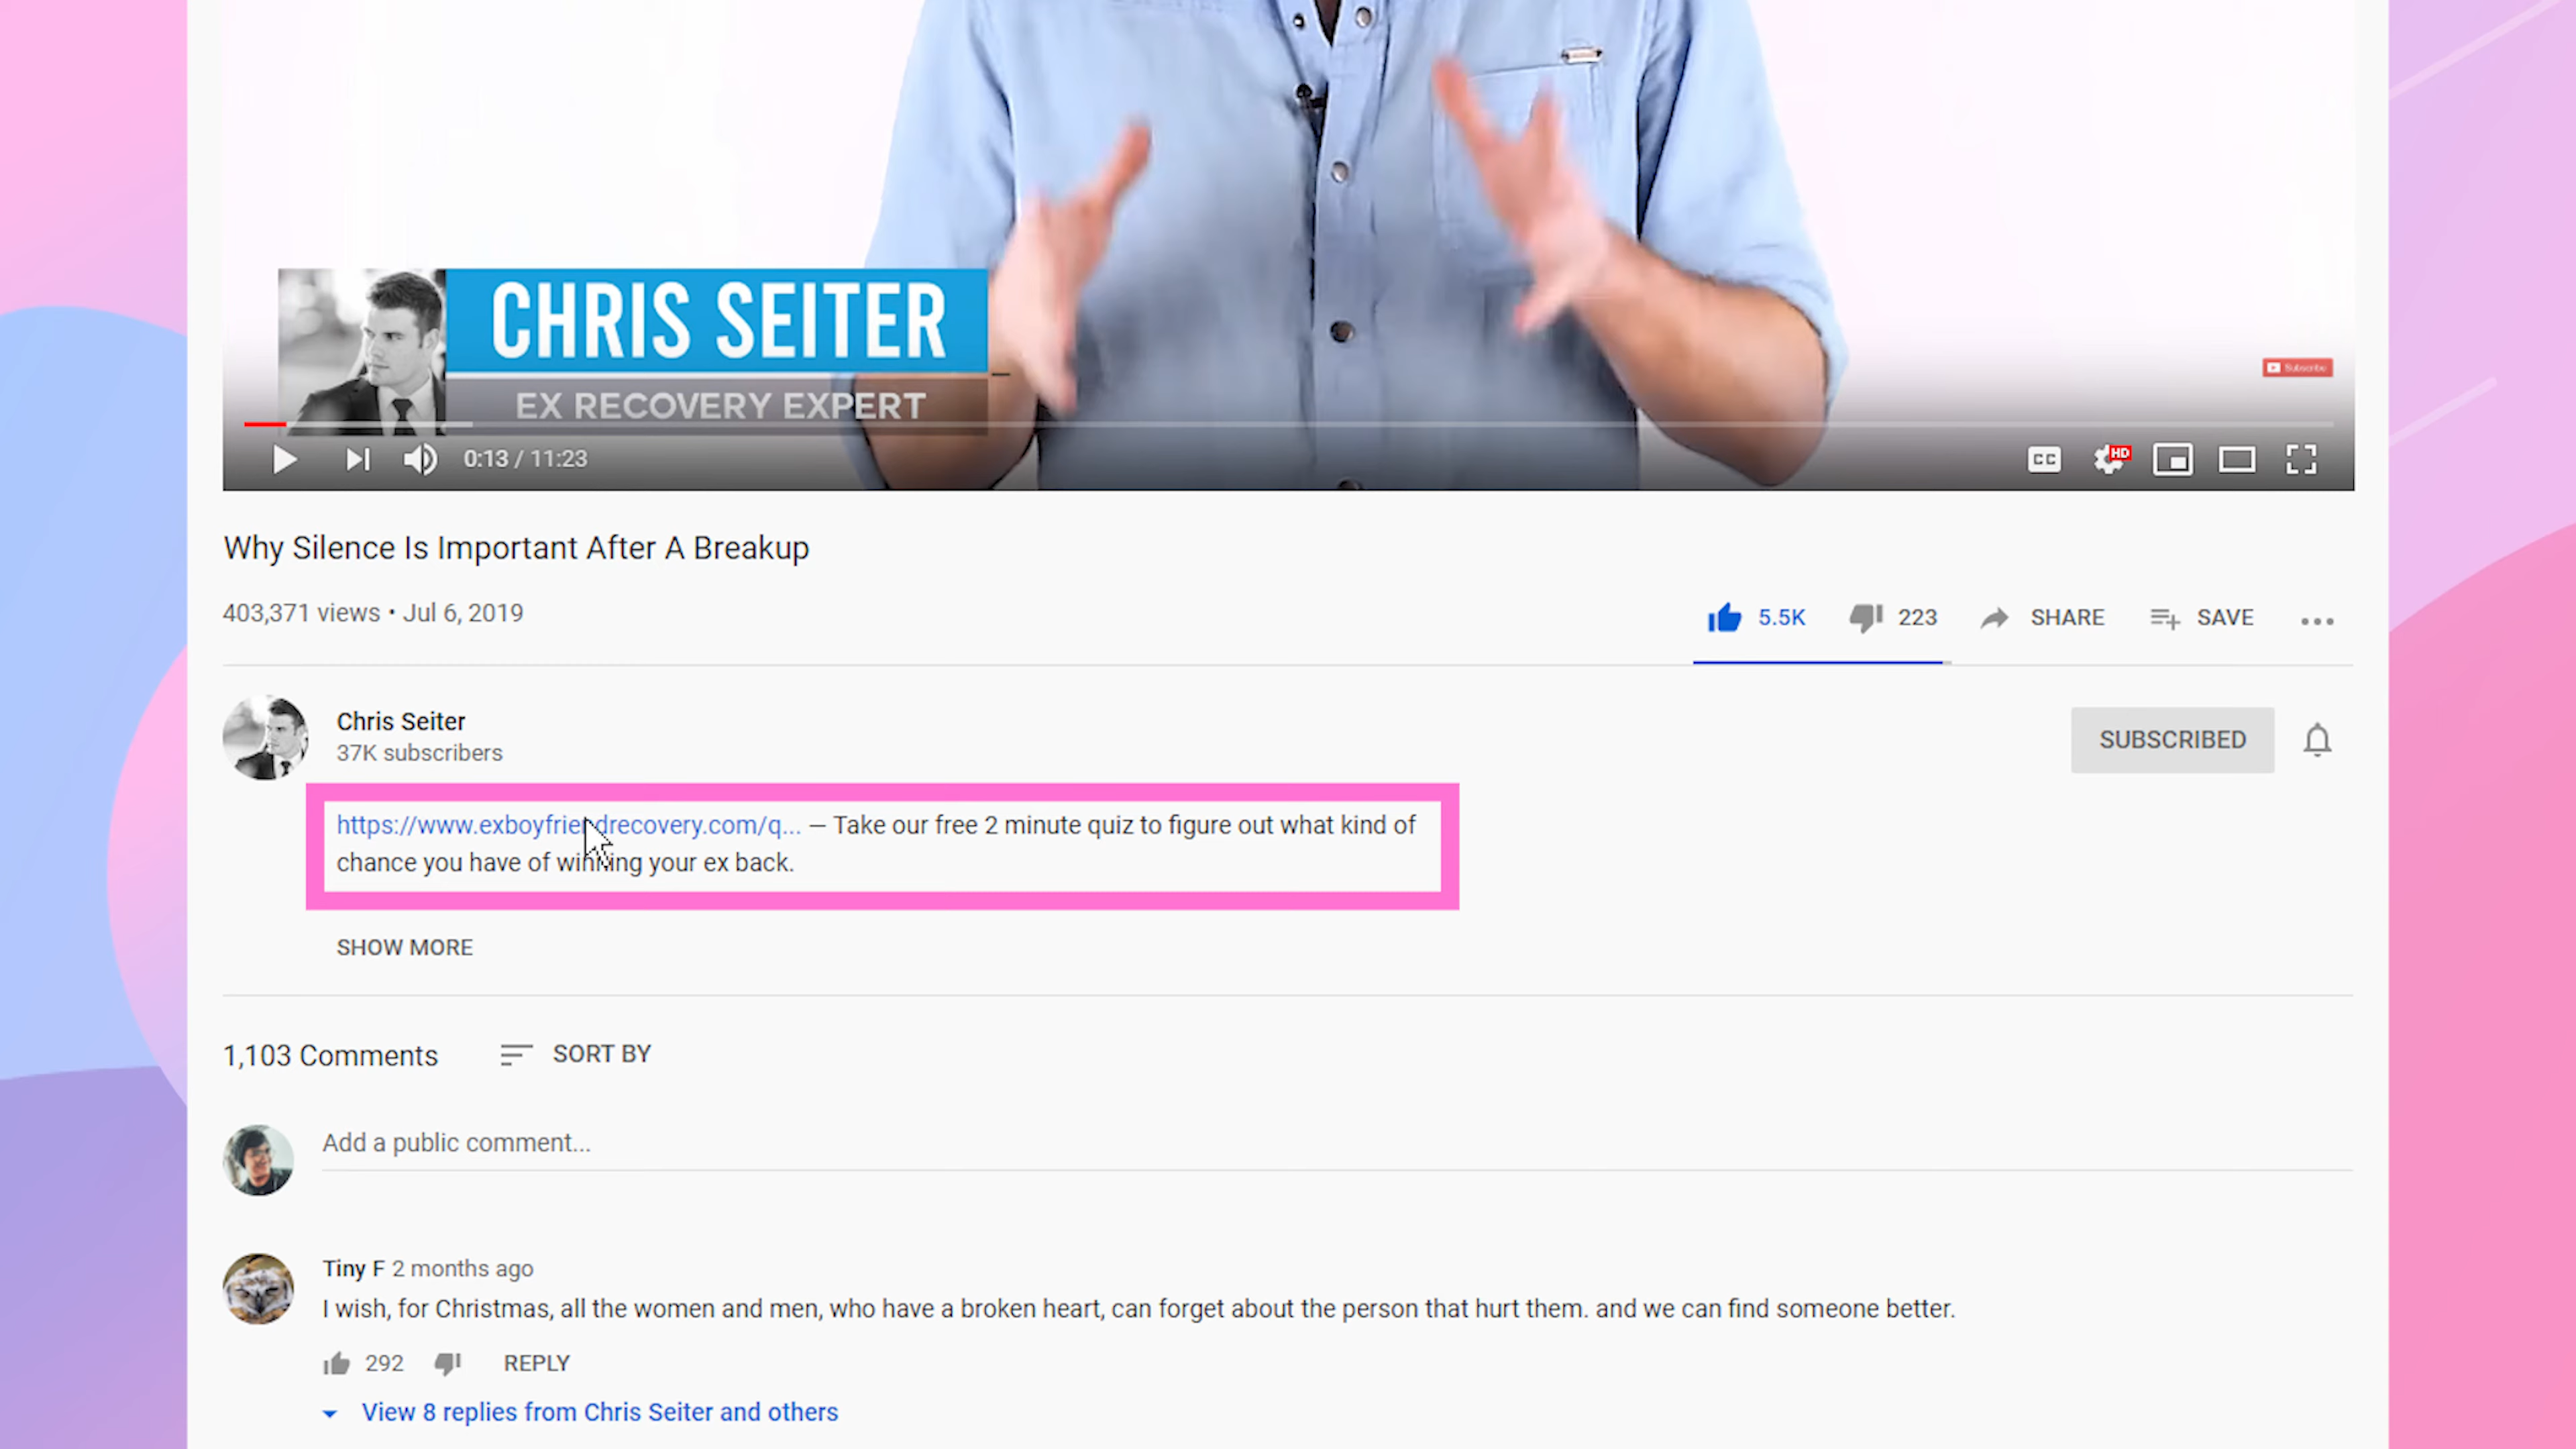 CHRIS SEITER
EX RECOVERY EXPERT
Subscribe
0:13 / 11:23
CC
HD
Why Silence Is Important After A Breakup
403,371 views • Jul 6, 2019
5.5K
223
SHARE
SAVE
Chris Seiter
37K subscribers
SUBSCRIBED
https://www.exboyfriendrecovery.com/q... — Take our free 2 minute quiz to figure out what kind of
chance you have of winning your ex back.
SHOW MORE
1,103 Comments
SORT BY
Add a public comment...
Tiny F 2 months ago
I wish, for Christmas, all the women and men, who have a broken heart, can forget about the person that hurt them. and we can find someone better.
292
REPLY
View 8 replies from Chris Seiter and others